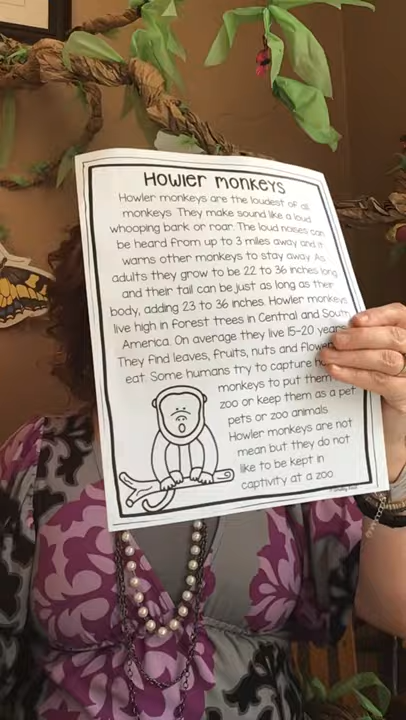 Howler monkeys
Howler monkeys are the loudest of all
monkeys. They make sound like a loud
whooping bark or roar. The loud noises can
be heard from up to 3 miles away and it
warns other monkeys to stay away. As
adults they grow to be 22 to 36 inches long
and their tail can be just as long as their
body, adding 23 to 36 inches. Howler monkeys
live high in forest trees in Central and South
America. On average they live 15-20 years.
They find leaves, fruits, nuts and flowers
eat. Some humans try to capture
monkeys to put them
zoo or keep them as a pet
pets or zoo animals
Howler monkeys are not
mean but they do not
like to be kept in
captivity at a zoo